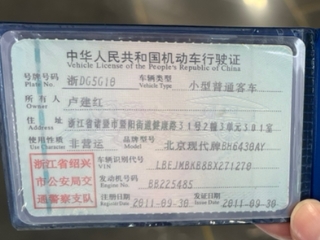 中华人民共和国机动车行驶证
Vehicle License of the People's Republic of China
号牌号码 浙DG5G18 车辆类型 小型普通客车
Plate No. Vehicle Type
所有人 卢建红
Owner
住址 浙江省诸暨市暨阳街道健康路31号2幢3单元301室
Address
使用性质 非营运 品牌型号 北京现代牌BH6430AY
Use Character Model
浙江省绍兴 车辆识别代号 LBEJMBKB8BX271270
市公安局交 VIN
通警察支队 发动机号码 BB225485
Engine No.
注册日期 2011-09-30 发证日期 2011-09-30
Register Date Issue Date